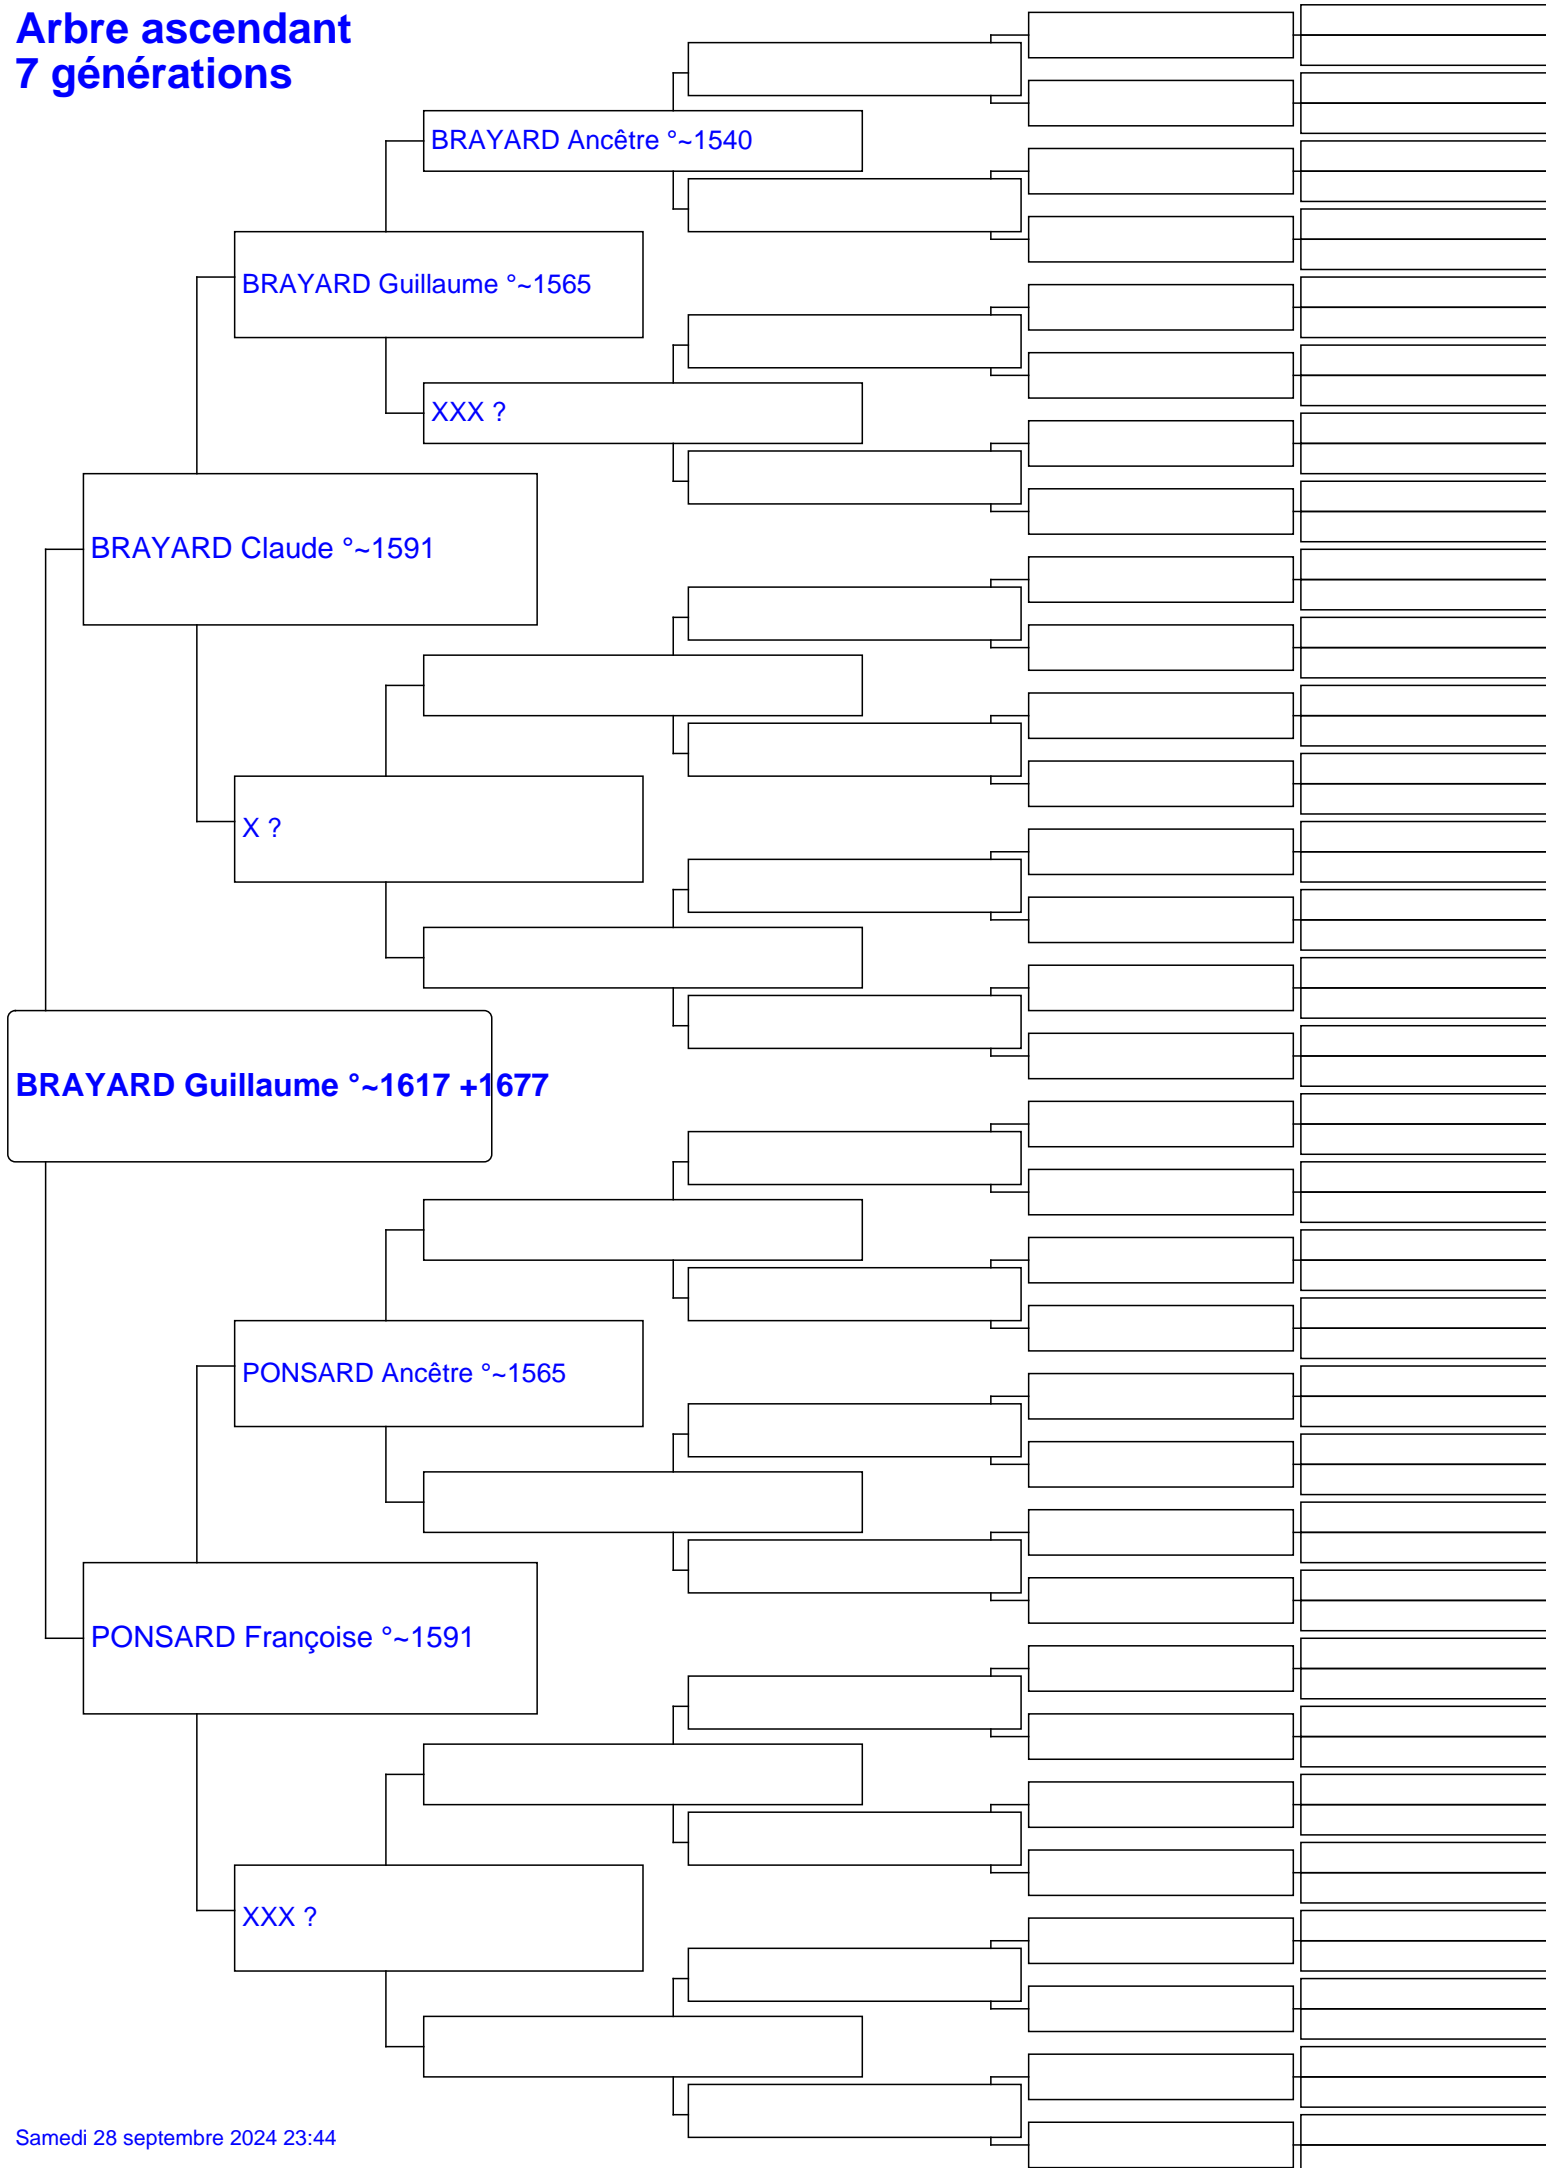 Arbre ascendant
7 générations
BRAYARD Ancêtre °~1540
BRAYARD Guillaume °~1565
XXX ?
BRAYARD Claude °~1591
X ?
BRAYARD Guillaume °~1617 +1677
PONSARD Ancêtre °~1565
PONSARD Françoise °~1591
XXX ?
Samedi 28 septembre 2024 23:44